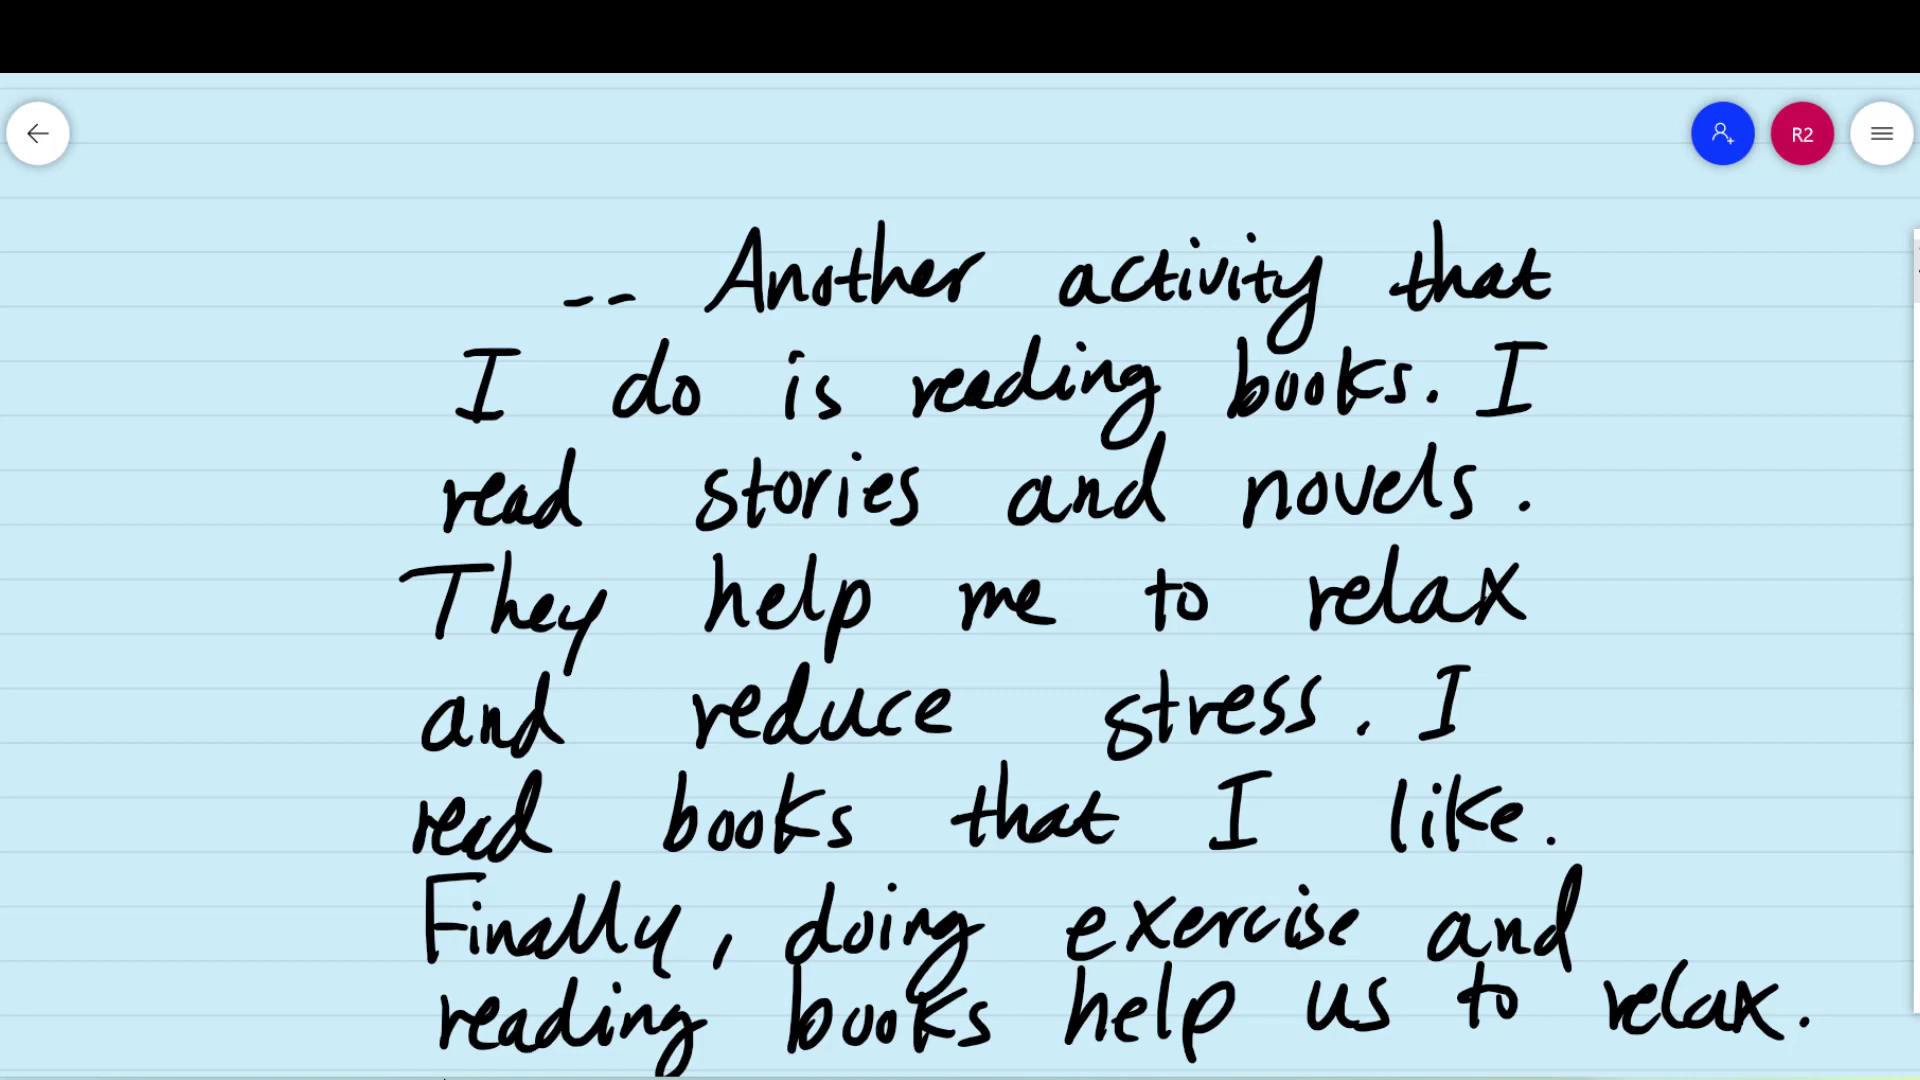 R2
-- Another activity that
I do is reading books. I
read stories and novels.
They help me to relax
and reduce stress. I
read books that I like.
Finally, doing exercise and
reading books help us to relax.